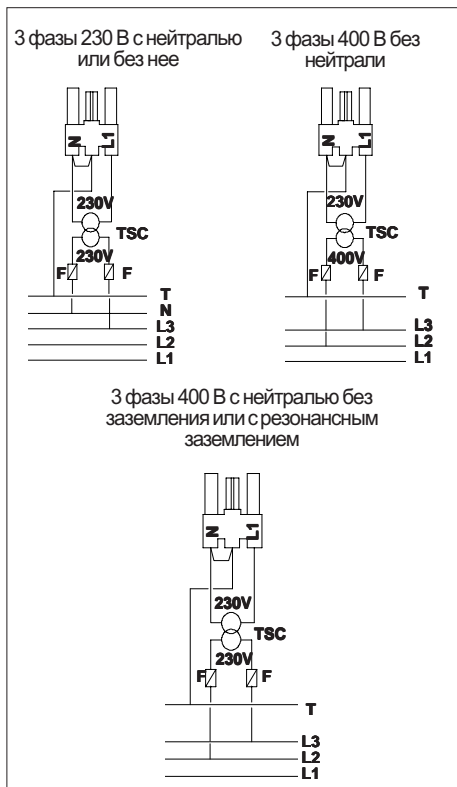 3 фазы 230 В с нейтралью
или без нее
N L1
230V
TSC
230V
F F
T
N
L3
L2
L1
3 фазы 400 В без
нейтрали
N L1
230V
TSC
400V
F F
T
L3
L2
L1
3 фазы 400 В с нейтралью без
заземления или с резонансным
заземлением
N L1
230V
TSC
230V
F F
T
L3
L2
L1